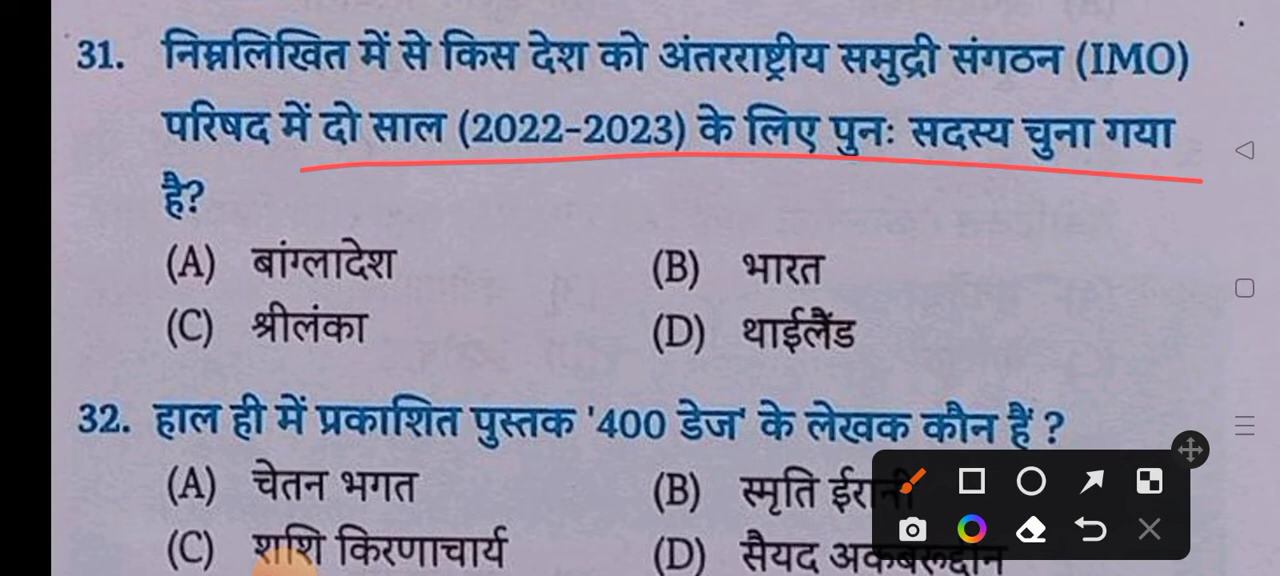 31. निम्नलिखित में से किस देश को अंतरराष्ट्रीय समुद्री संगठन (IMO)
परिषद में दो साल (2022-2023) के लिए पुनः सदस्य चुना गया
है?
(A) बांग्लादेश (B) भारत
(C) श्रीलंका (D) थाईलैंड
32. हाल ही में प्रकाशित पुस्तक '400 डेज' के लेखक कौन हैं ?
(A) चेतन भगत (B) स्मृति ईरानी
(C) शशि किरणाचार्य (D) सैयद अकबरूद्दीन